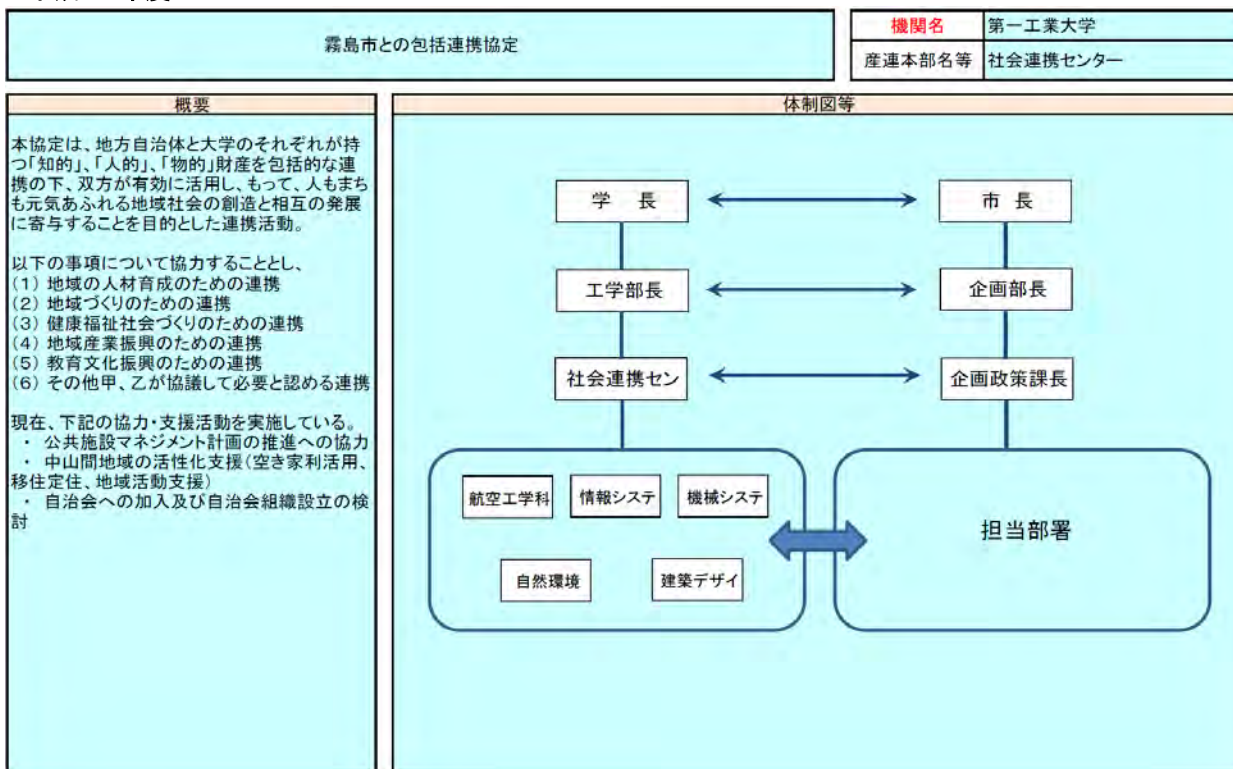 霧島市との包括連携協定
機関名 第一工業大学
産連本部名等 社会連携センター
概要
本協定は、地方自治体と大学のそれぞれが持
つ「知的」、「人的」、「物的」財産を包括的な連
携の下、双方が有効に活用し、もって、人もまち
も元気あふれる地域社会の創造と相互の発展
に寄与することを目的とした連携活動。
以下の事項について協力することとし、
(1) 地域の人材育成のための連携
(2) 地域づくりのための連携
(3) 健康福祉社会づくりのための連携
(4) 地域産業振興のための連携
(5) 教育文化振興のための連携
(6) その他甲、乙が協議して必要と認める連携
現在、下記の協力・支援活動を実施している。
・ 公共施設マネジメント計画の推進への協力
・ 中山間地域の活性化支援(空き家利活用、
移住定住、地域活動支援)
・ 自治会への加入及び自治会組織設立の検
討
体制図等
学 長
市 長
工学部長
企画部長
社会連携セン
企画政策課長
航空工学科
情報システ
機械システ
自然環境
建築デザイ
担当部署